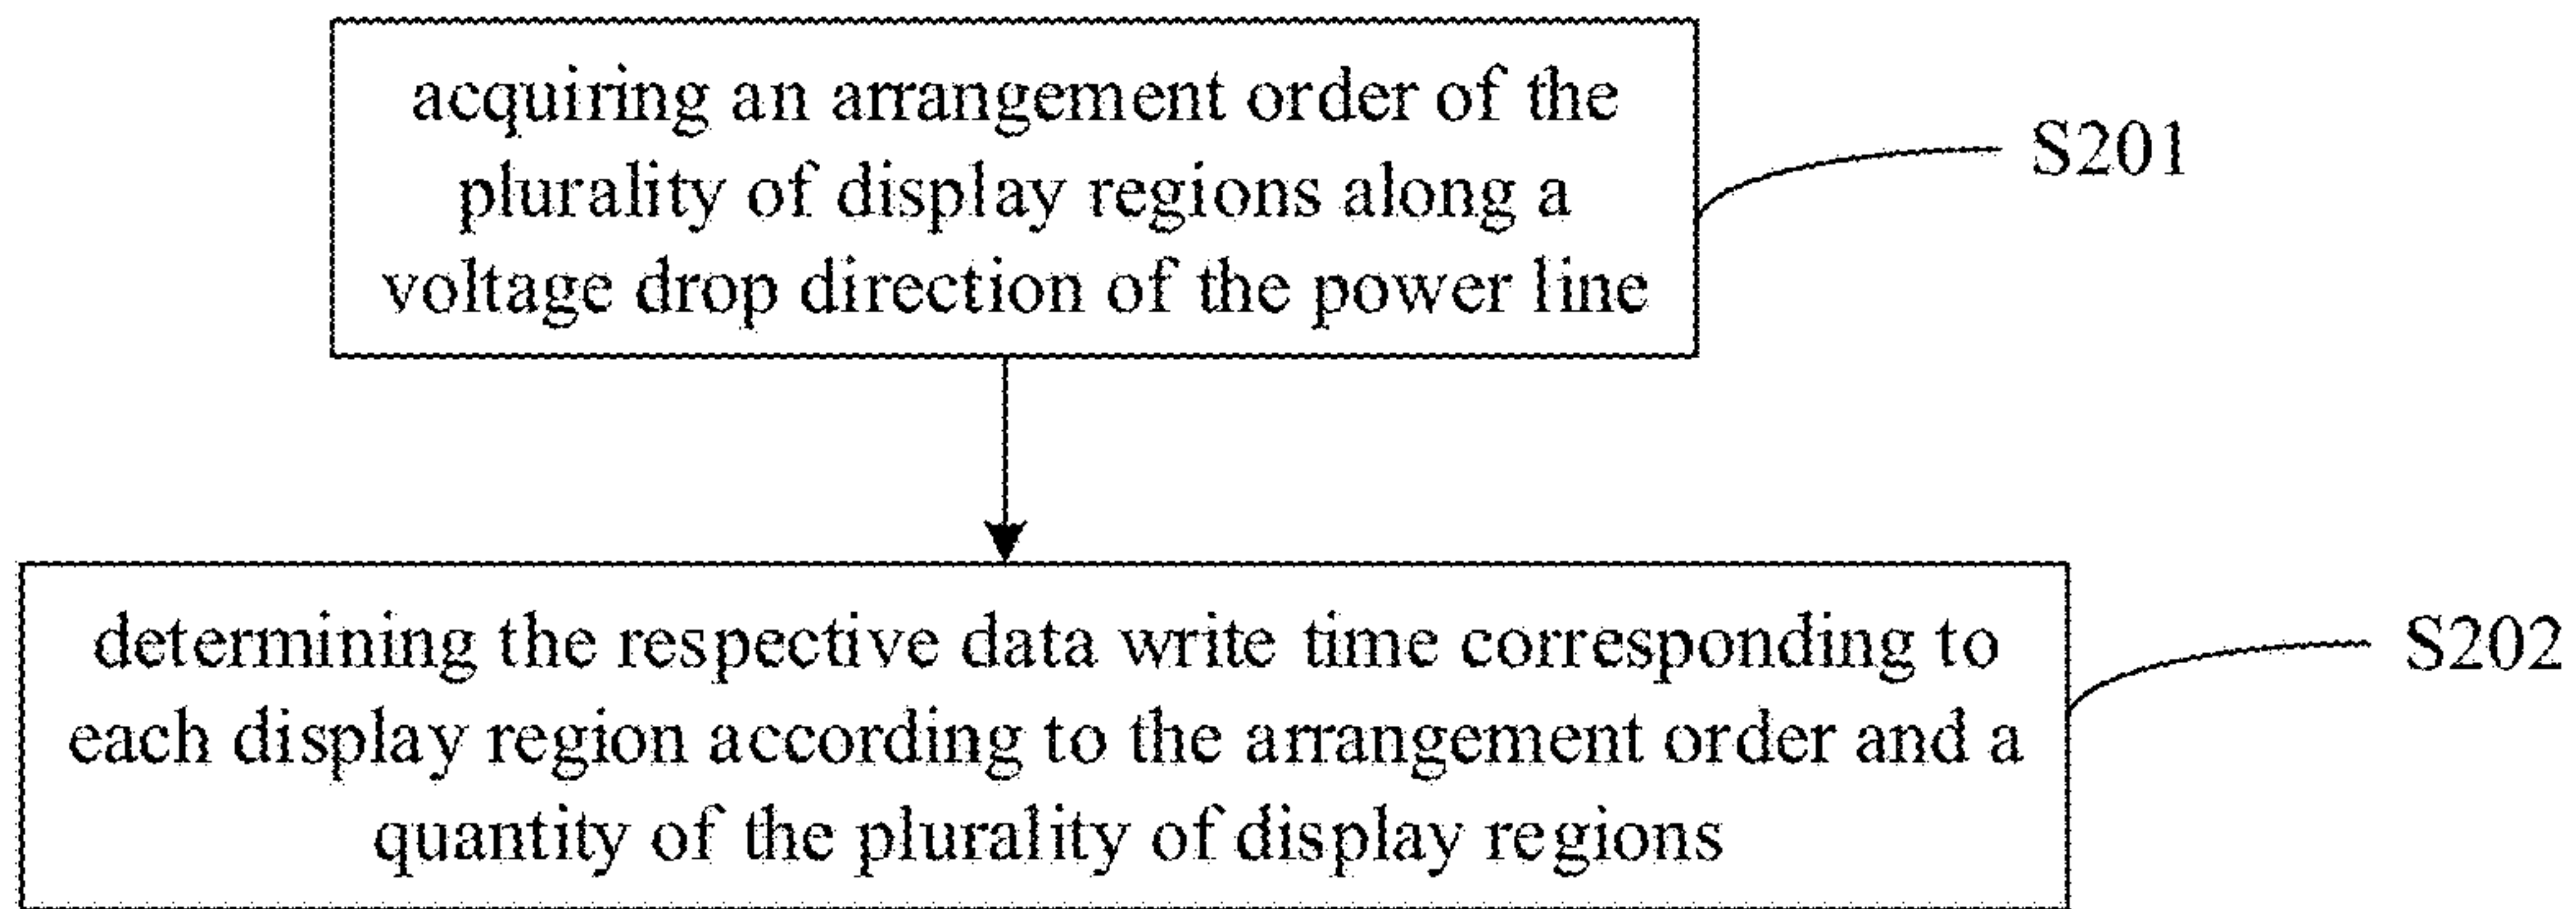 acquiring an arrangement order of the
plurality of display regions along a
voltage drop direction of the power line
S201
determining the respective data write time corresponding to
each display region according to the arrangement order and a
quantity of the plurality of display regions
S202